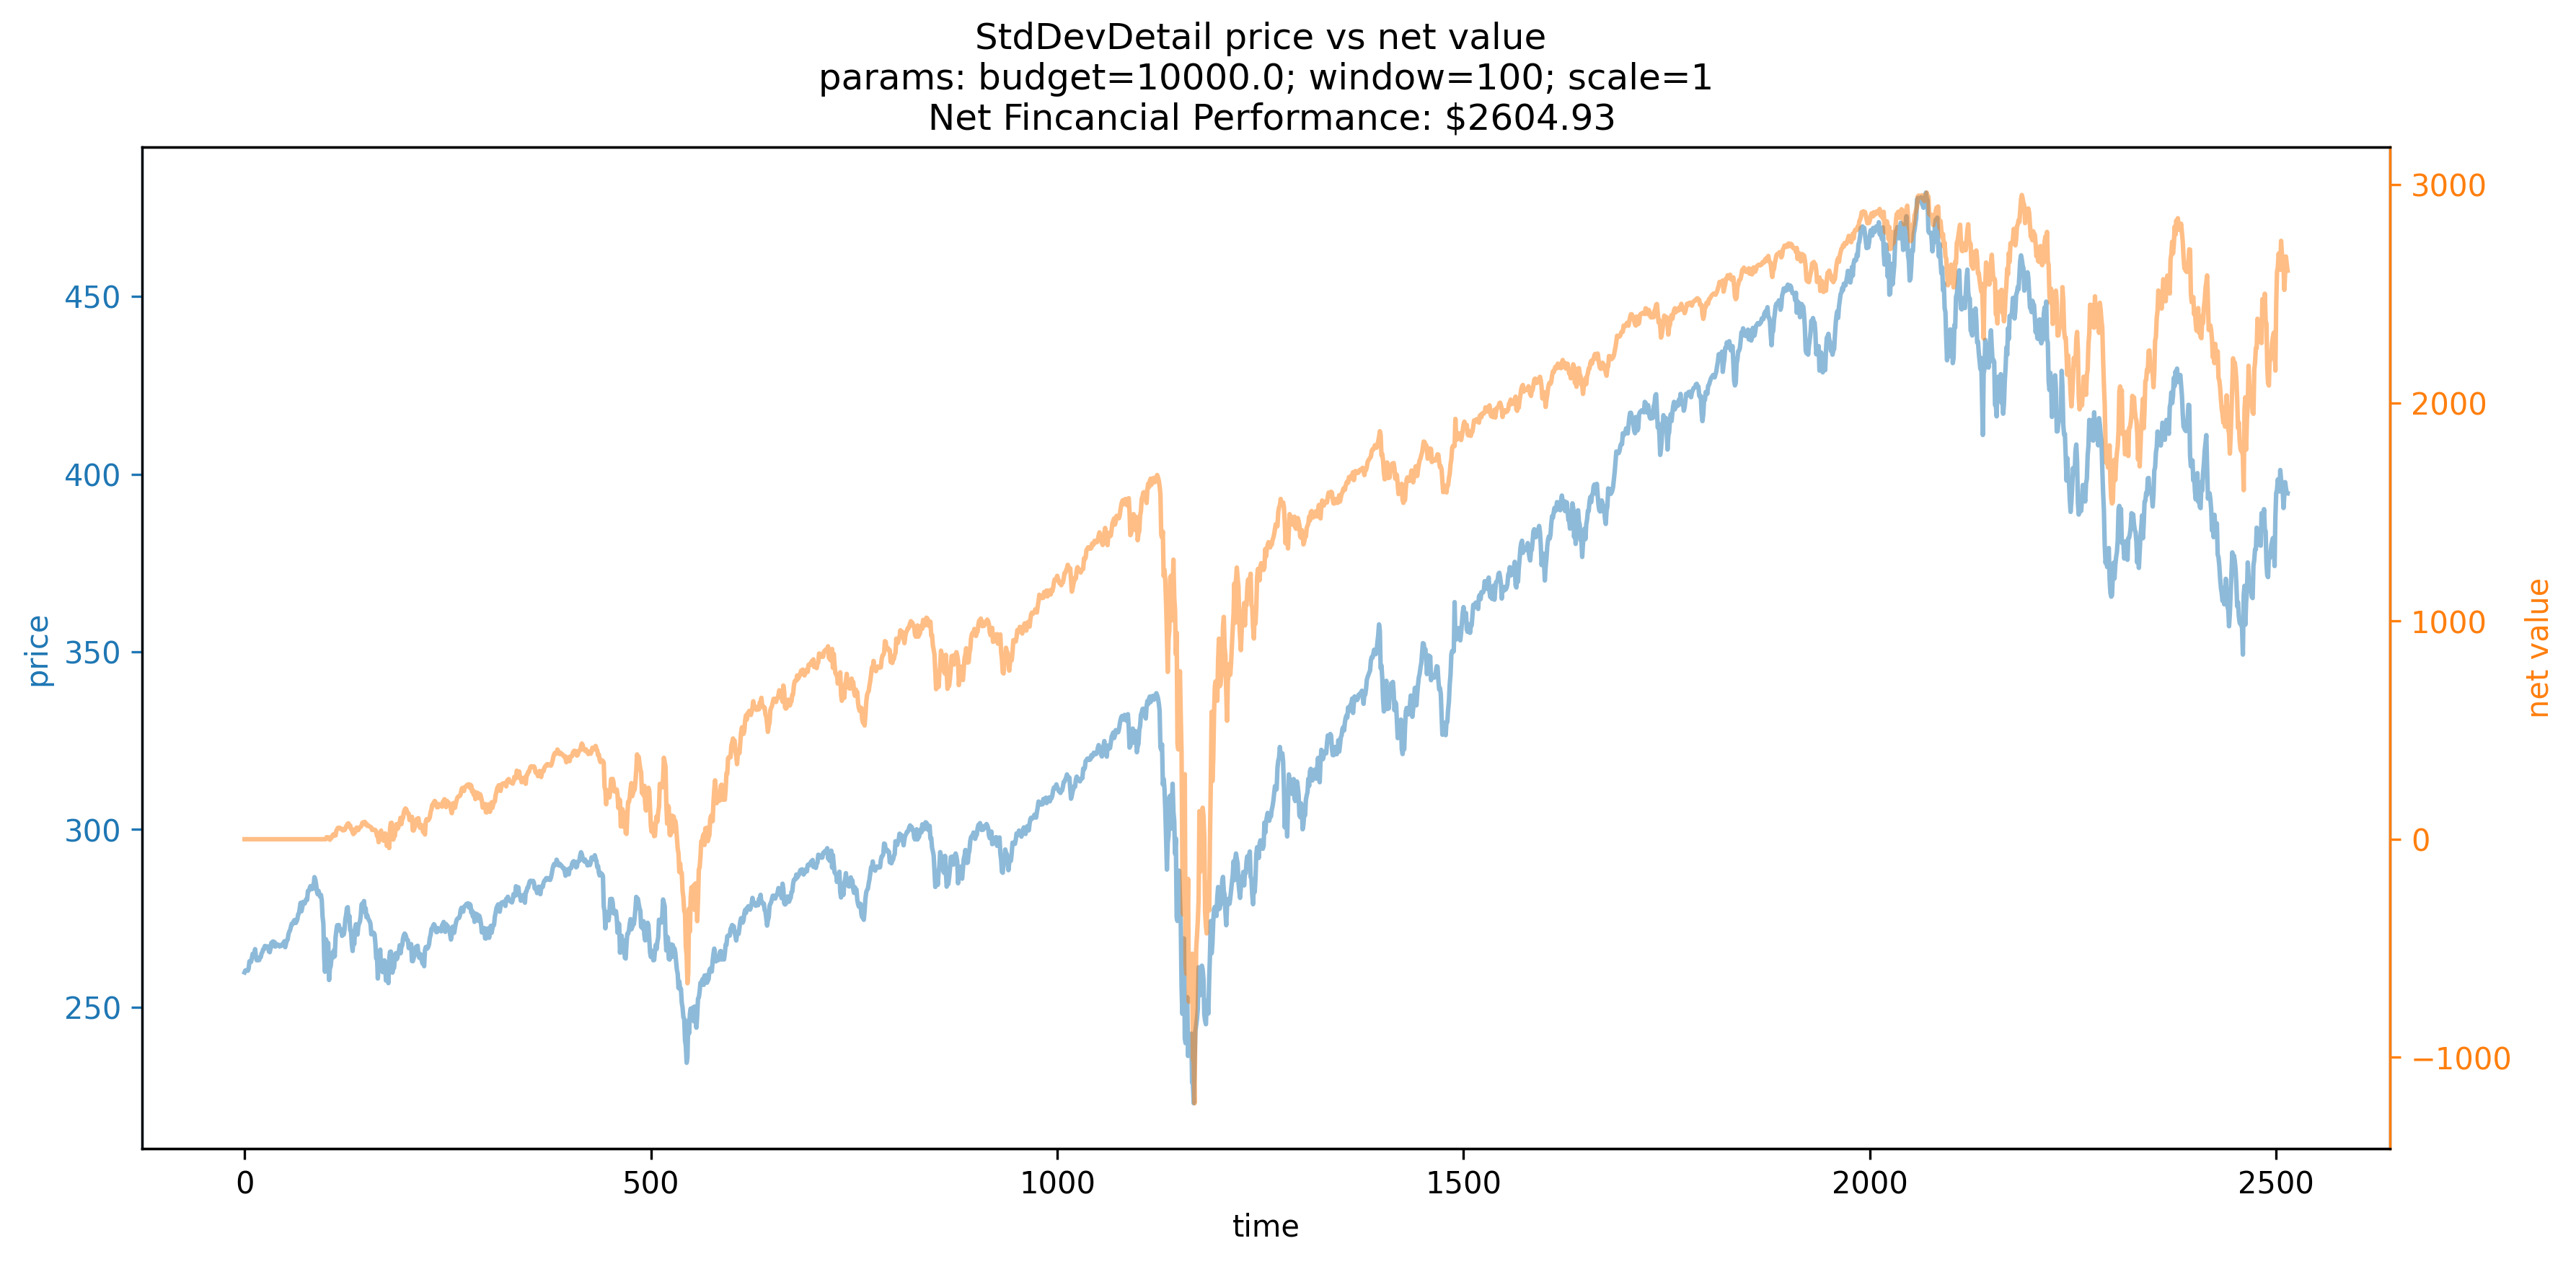 StdDevDetail price vs net value
params: budget=10000.0; window=100; scale=1
Net Fincancial Performance: $2604.93
450
400
350
300
250
price
3000
2000
1000
0
−1000
net value
0
500
1000
1500
2000
2500
time